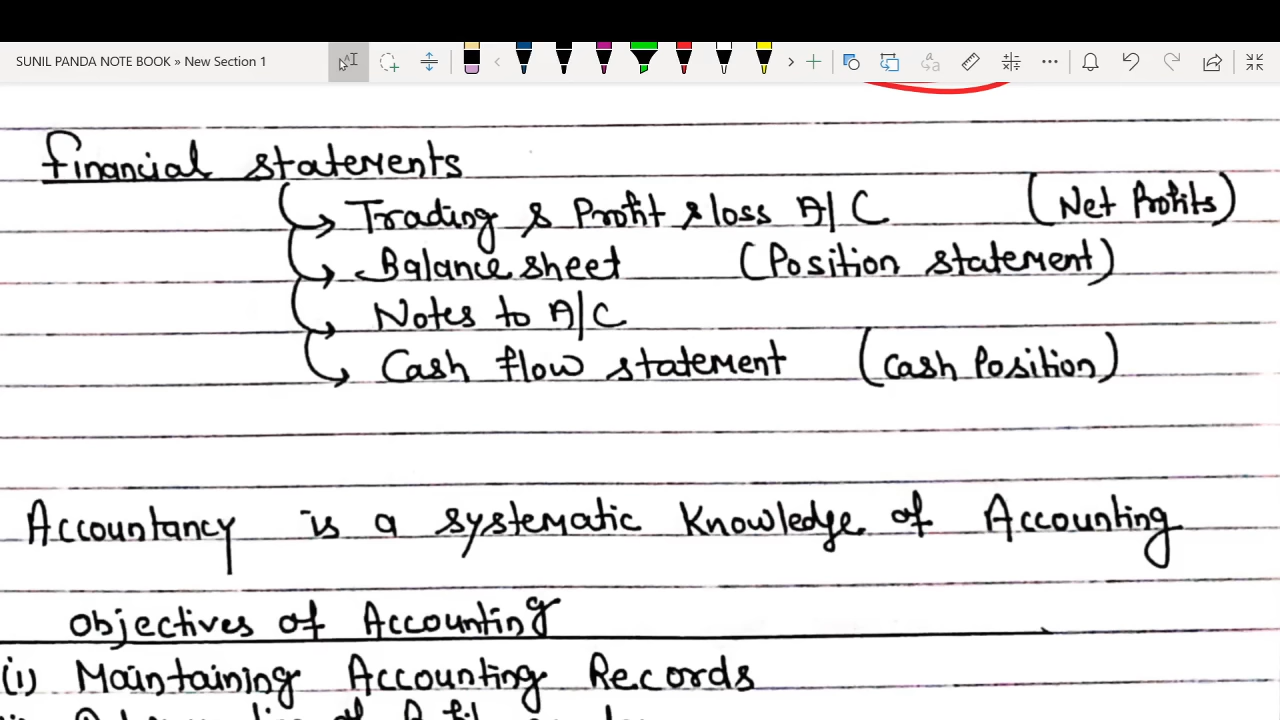 SUNIL PANDA NOTE BOOK » New Section 1
Financial statements
Trading & Profit & loss A/C (Net Profits)
Balance sheet (Position statement)
Notes to A/C
Cash flow statement (Cash Position)
Accountancy is a systematic Knowledge of Accounting
Objectives of Accounting
(i) Maintaining Accounting Records